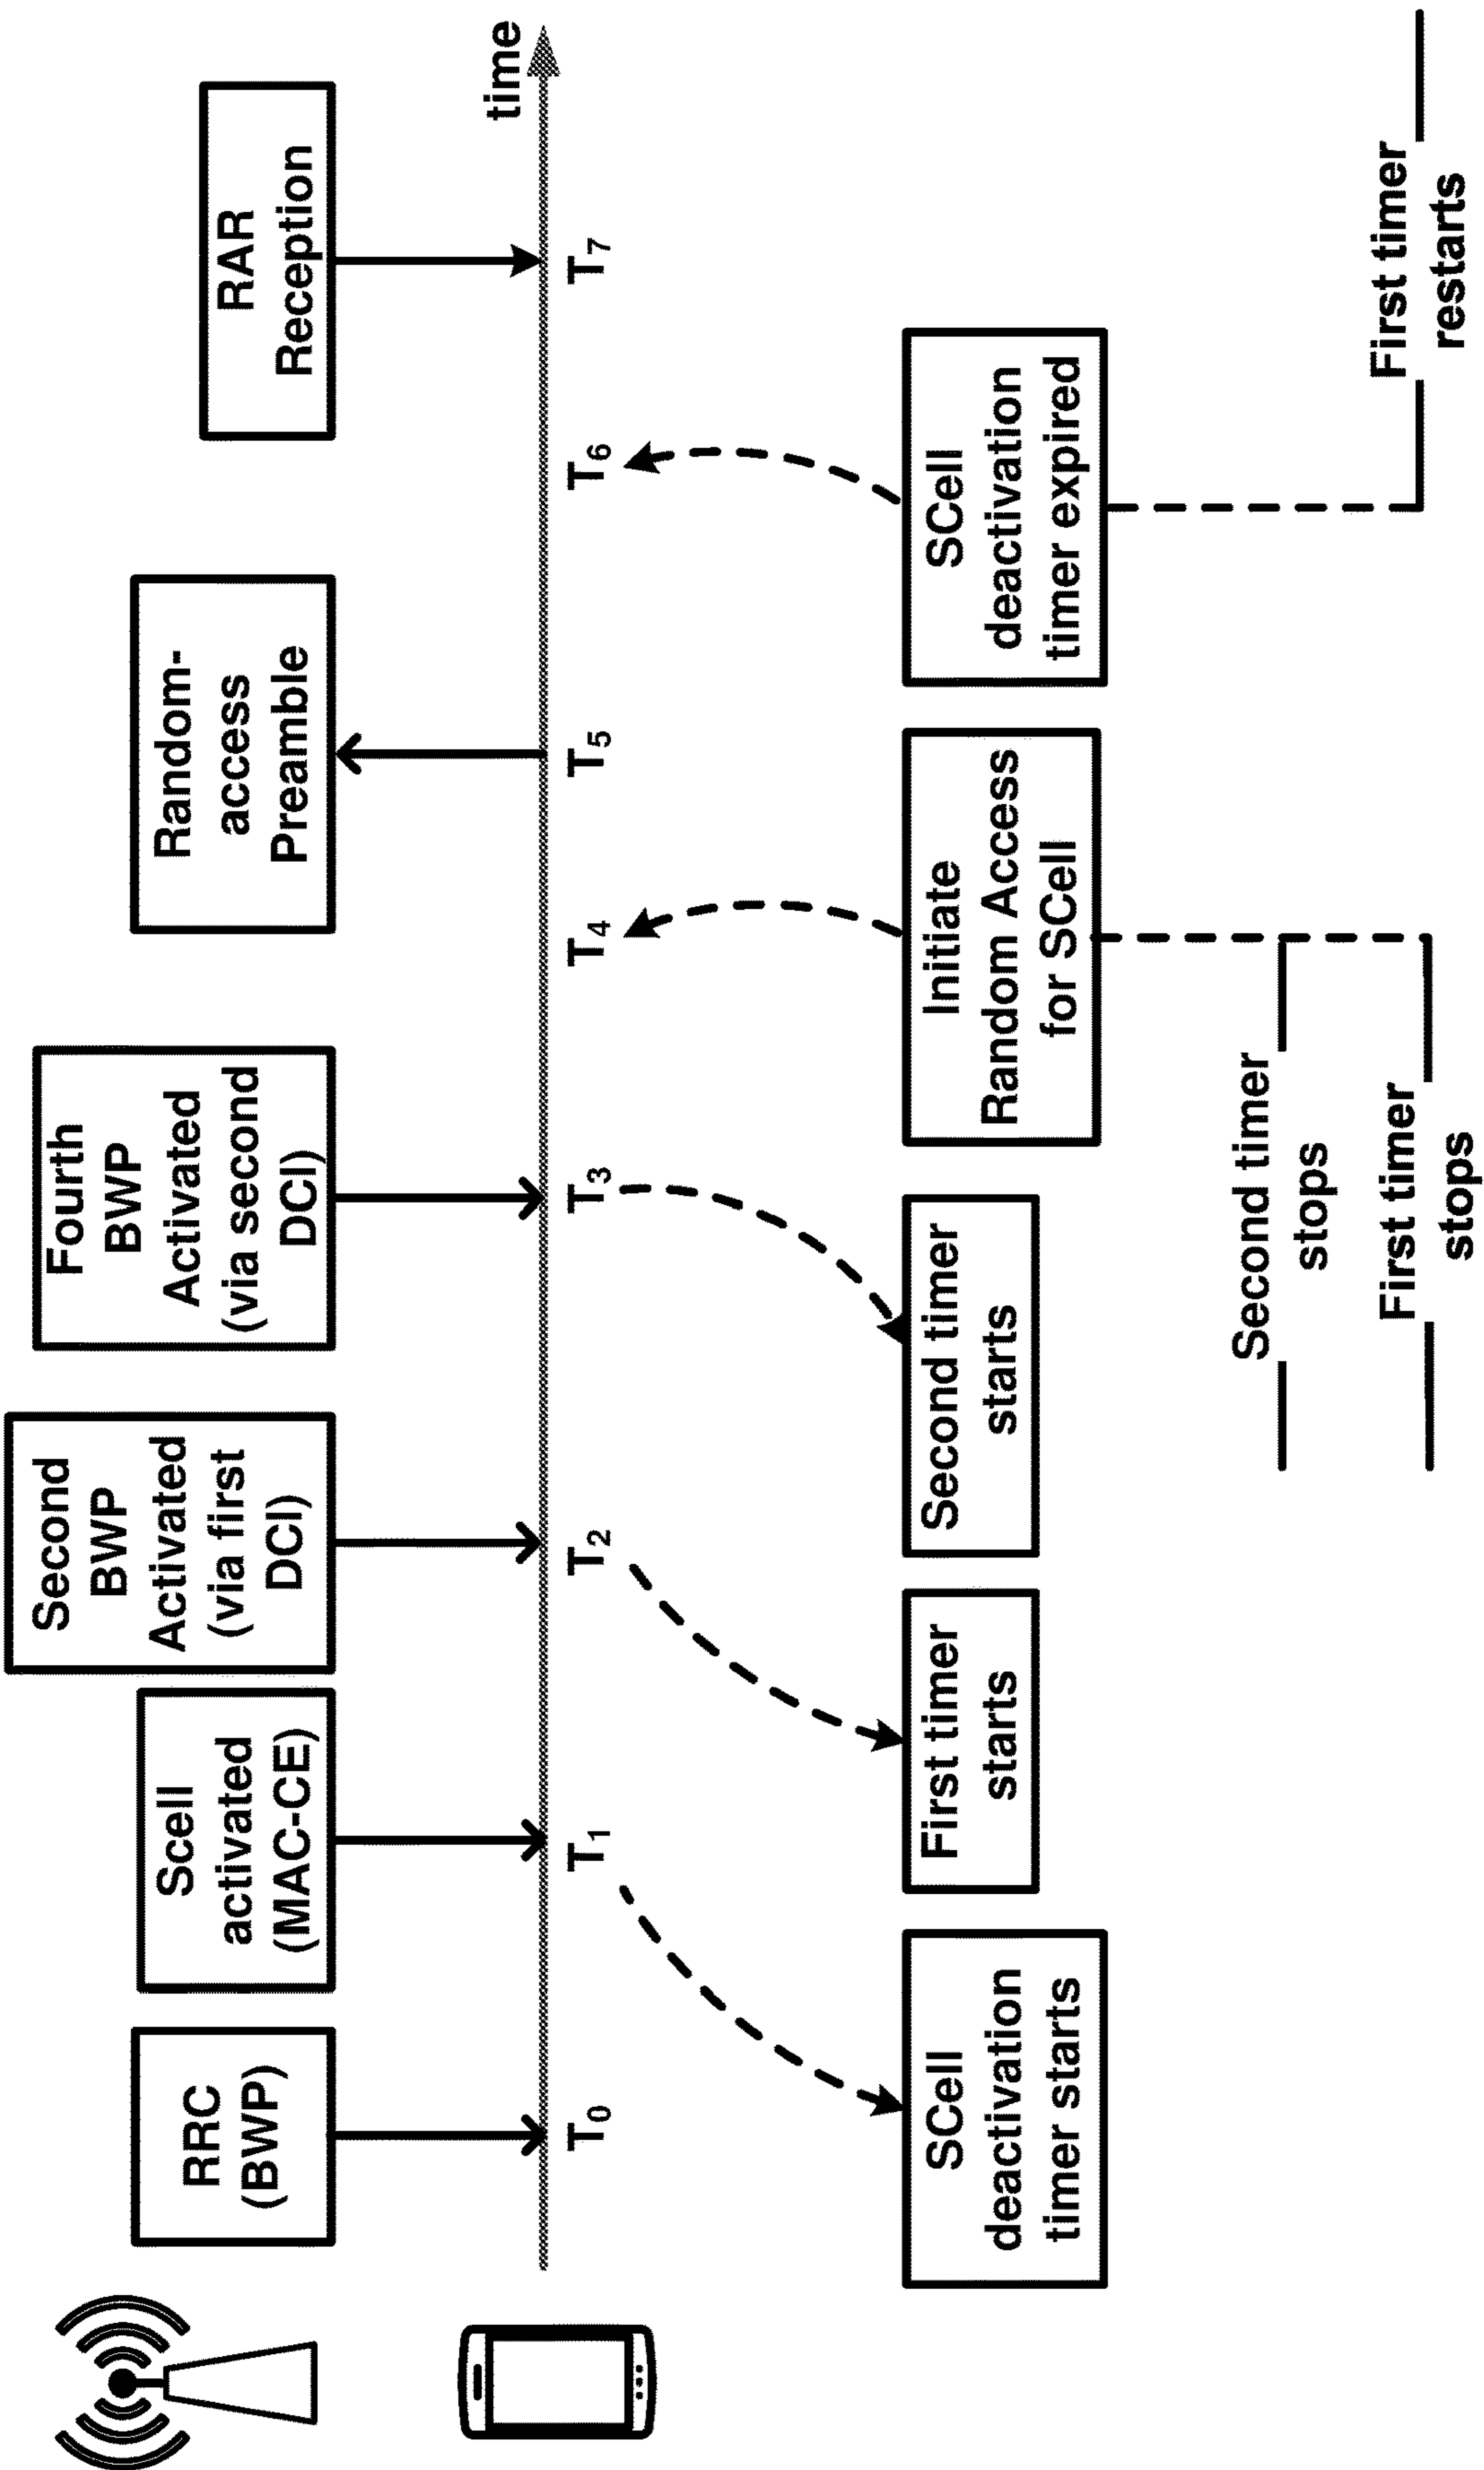 RRC
(BWP)
Scell
activated
(MAC-CE)
Second
BWP
Activated
(via first
DCI)
Fourth
BWP
Activated
(via second
DCI)
Random-
access
Preamble
RAR
Reception
time
T0
T1
T2
T3
T4
T5
T6
T7
SCell
deactivation
timer starts
First timer
starts
Second timer
starts
Initiate
Random Access
for SCell
SCell
deactivation
timer expired
Second timer
stops
First timer
stops
First timer
restarts